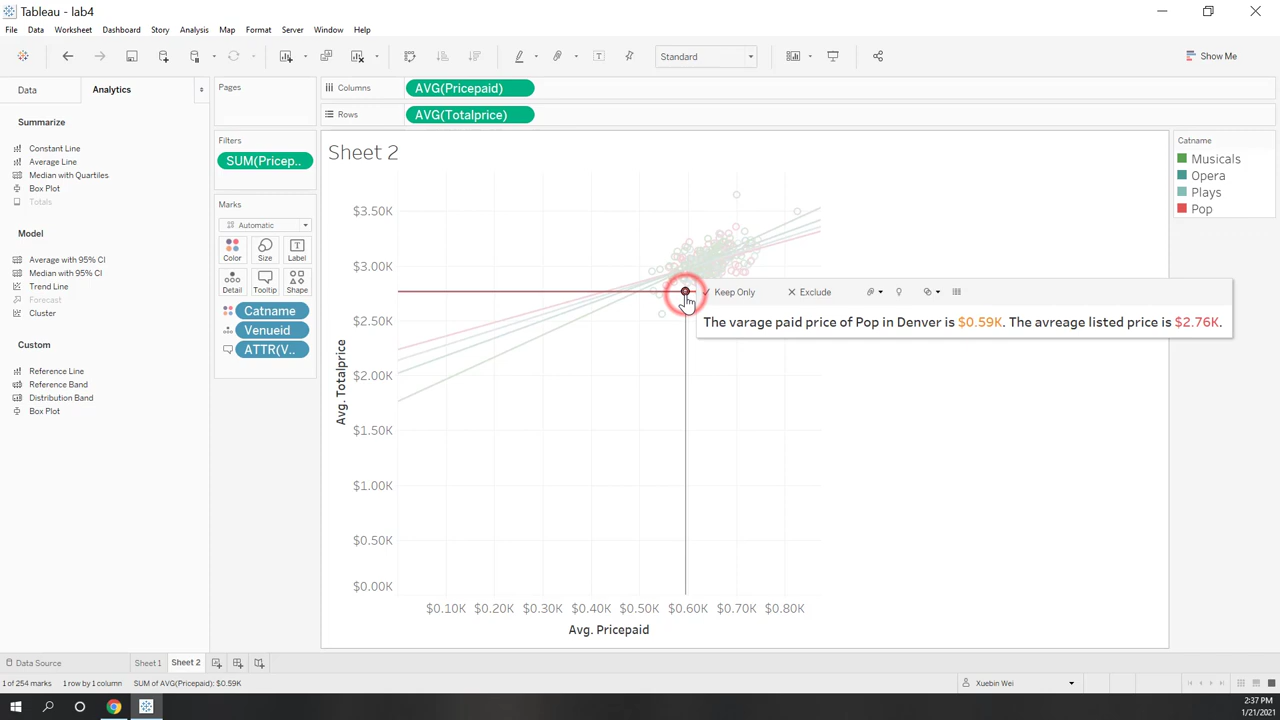 Tableau - lab4
File Data Worksheet Dashboard Story Analysis Map Format Server Window Help
Standard
Show Me
Data
Analytics
Summarize
Constant Line
Average Line
Median with Quartiles
Box Plot
Totals
Model
Average with 95% CI
Median with 95% CI
Trend Line
Forecast
Cluster
Custom
Reference Line
Reference Band
Distribution Band
Box Plot
Pages
Filters
SUM(Pricep..
Marks
Automatic
Color Size Label
Detail Tooltip Shape
Catname
Venueid
ATTR(V..
Columns AVG(Pricepaid)
Rows AVG(Totalprice)
Sheet 2
$3.50K
$3.00K
$2.50K
$2.00K
$1.50K
$1.00K
$0.50K
$0.00K
Avg. Totalprice
$0.10K $0.20K $0.30K $0.40K $0.50K $0.60K $0.70K $0.80K
Avg. Pricepaid
Keep Only Exclude
The varage paid price of Pop in Denver is $0.59K. The avreage listed price is $2.76K.
Catname
Musicals
Opera
Plays
Pop
Data Source Sheet 1 Sheet 2
1 of 254 marks 1 row by 1 column SUM of AVG(Pricepaid): $0.59K
Xuebin Wei
2:37 PM
1/21/2021